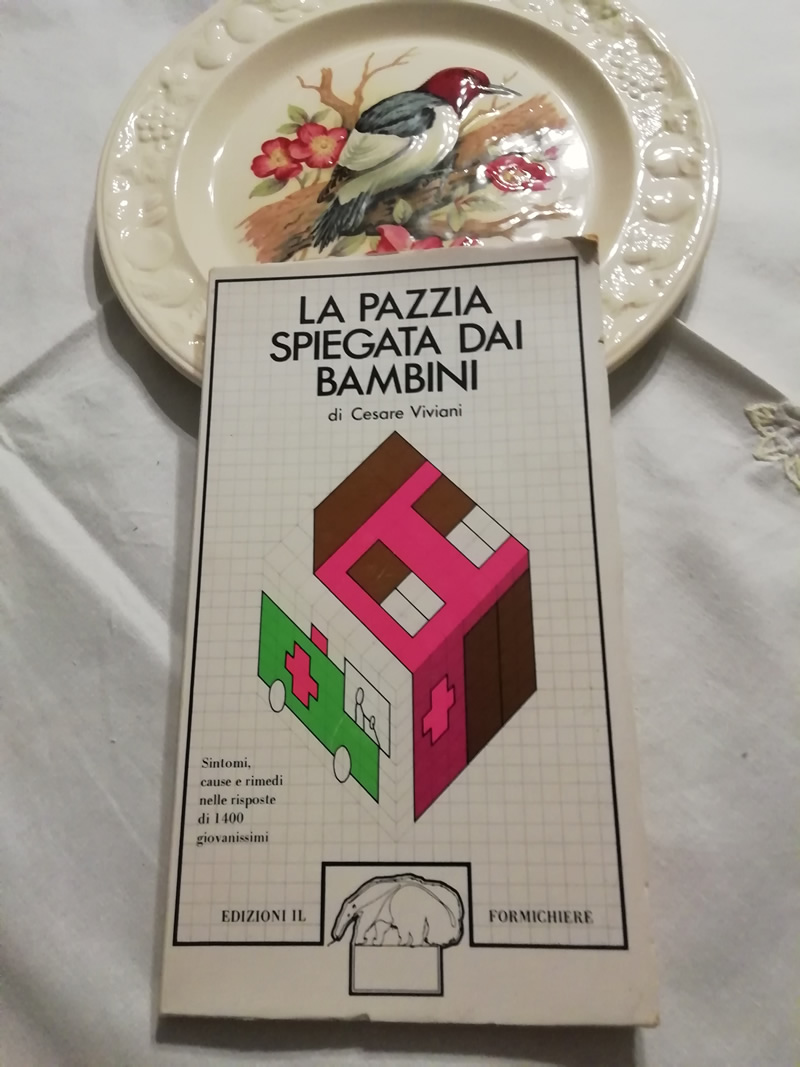 LA PAZZIA
SPIEGATA DAI
BAMBINI
di Cesare Viviani
Sintomi,
cause e rimedi
nelle risposte
di 1400
giovanissimi
EDIZIONI IL FORMICHIERE